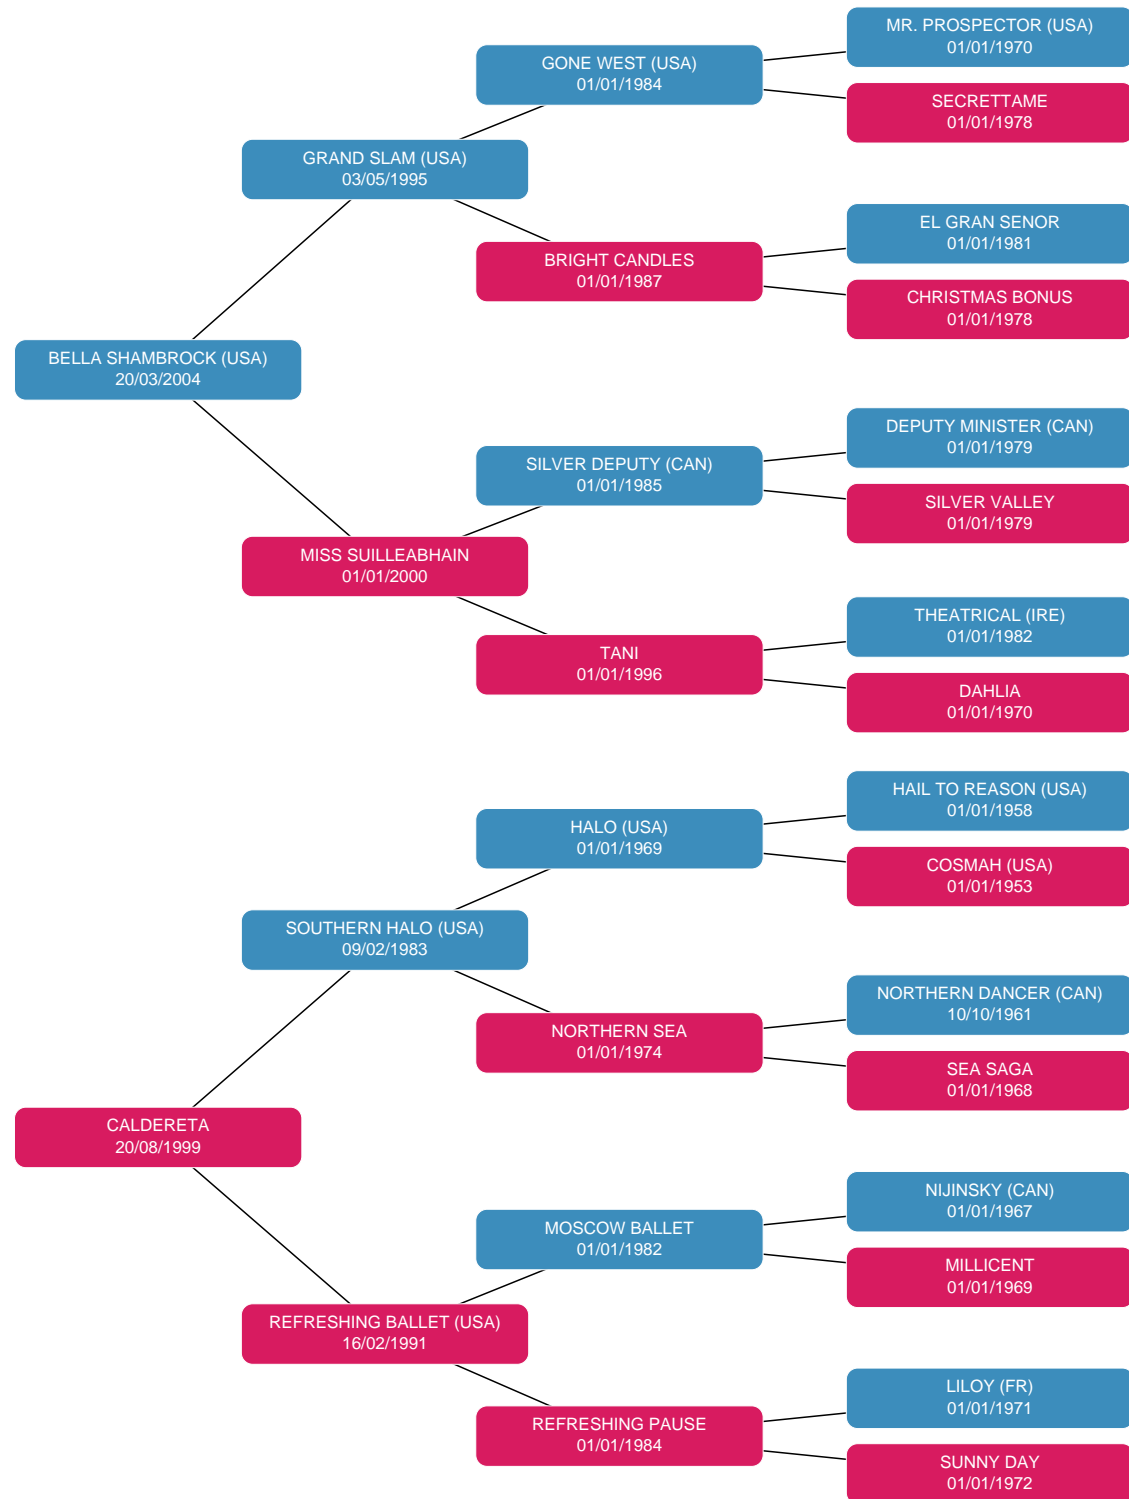 MR. PROSPECTOR (USA)
01/01/1970
GONE WEST (USA)
01/01/1984
SECRETTAME
01/01/1978
GRAND SLAM (USA)
03/05/1995
EL GRAN SENOR
01/01/1981
BRIGHT CANDLES
01/01/1987
CHRISTMAS BONUS
01/01/1978
BELLA SHAMBROCK (USA)
20/03/2004
DEPUTY MINISTER (CAN)
01/01/1979
SILVER DEPUTY (CAN)
01/01/1985
SILVER VALLEY
01/01/1979
MISS SUILLEABHAIN
01/01/2000
THEATRICAL (IRE)
01/01/1982
TANI
01/01/1996
DAHLIA
01/01/1970
HAIL TO REASON (USA)
01/01/1958
HALO (USA)
01/01/1969
COSMAH (USA)
01/01/1953
SOUTHERN HALO (USA)
09/02/1983
NORTHERN DANCER (CAN)
10/10/1961
NORTHERN SEA
01/01/1974
SEA SAGA
01/01/1968
CALDERETA
20/08/1999
NIJINSKY (CAN)
01/01/1967
MOSCOW BALLET
01/01/1982
MILLICENT
01/01/1969
REFRESHING BALLET (USA)
16/02/1991
LILOY (FR)
01/01/1971
REFRESHING PAUSE
01/01/1984
SUNNY DAY
01/01/1972